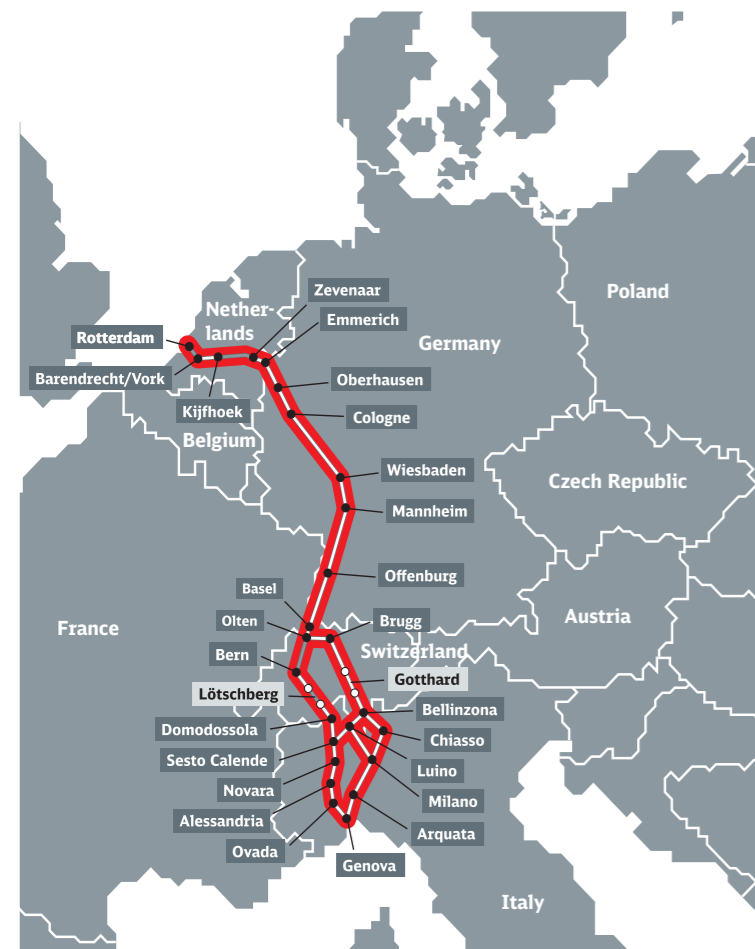 Zevenaar
Poland
Nether-
lands
Emmerich
Rotterdam
Germany
Barendrecht/Vork
Oberhausen
Kijfhoek
Cologne
Belgium
Wiesbaden
Czech Republic
Mannheim
Offenburg
Basel
Austria
Olten
Brugg
France
Switzerland
Bern
Gotthard
Lötschberg
Bellinzona
Domodossola
Chiasso
Sesto Calende
Luino
Novara
Milano
Alessandria
Arquata
Ovada
Genova
Italy